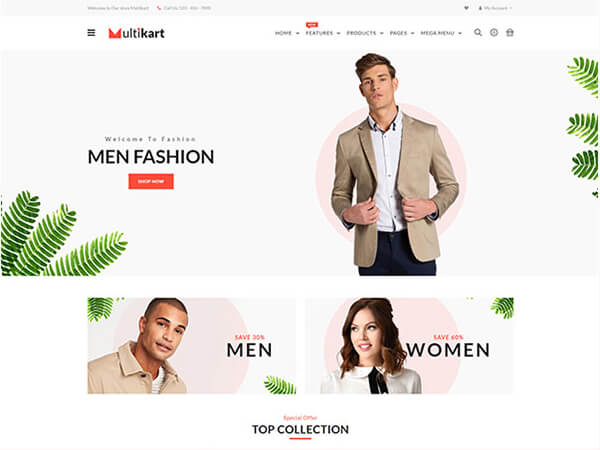 Welcome to Our store Multikart
Call Us: 123 - 456 - 7890
My Account
Multikart
NEW
HOME
FEATURES
PRODUCTS
PAGES
MEGA MENU
Welcome To Fashion
MEN FASHION
SHOP NOW
SAVE 30%
MEN
SAVE 60%
WOMEN
Special Offer
TOP COLLECTION